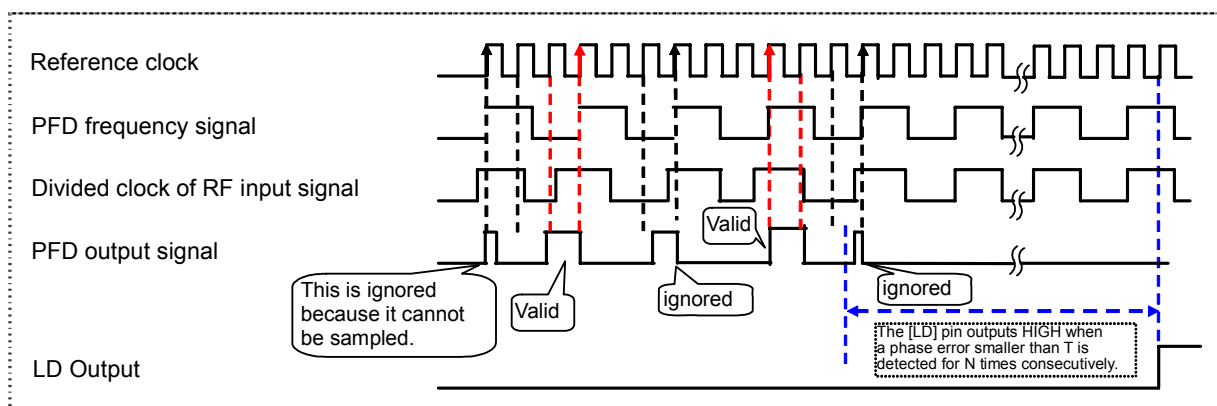 Reference clock
PFD frequency signal
Divided clock of RF input signal
PFD output signal
Valid
This is ignored
because it cannot
be sampled.
Valid
ignored
ignored
The [LD] pin outputs HIGH when
a phase error smaller than T is
detected for N times consecutively.
LD Output